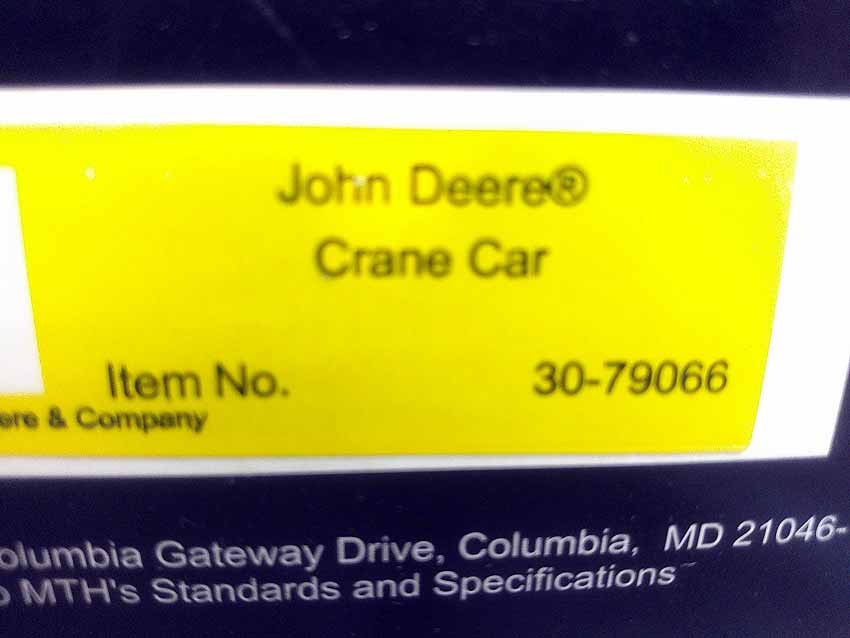 John Deere®
Crane Car
Item No. 30-79066
ere & Company
olumbia Gateway Drive, Columbia, MD 21046-
o MTH's Standards and Specifications